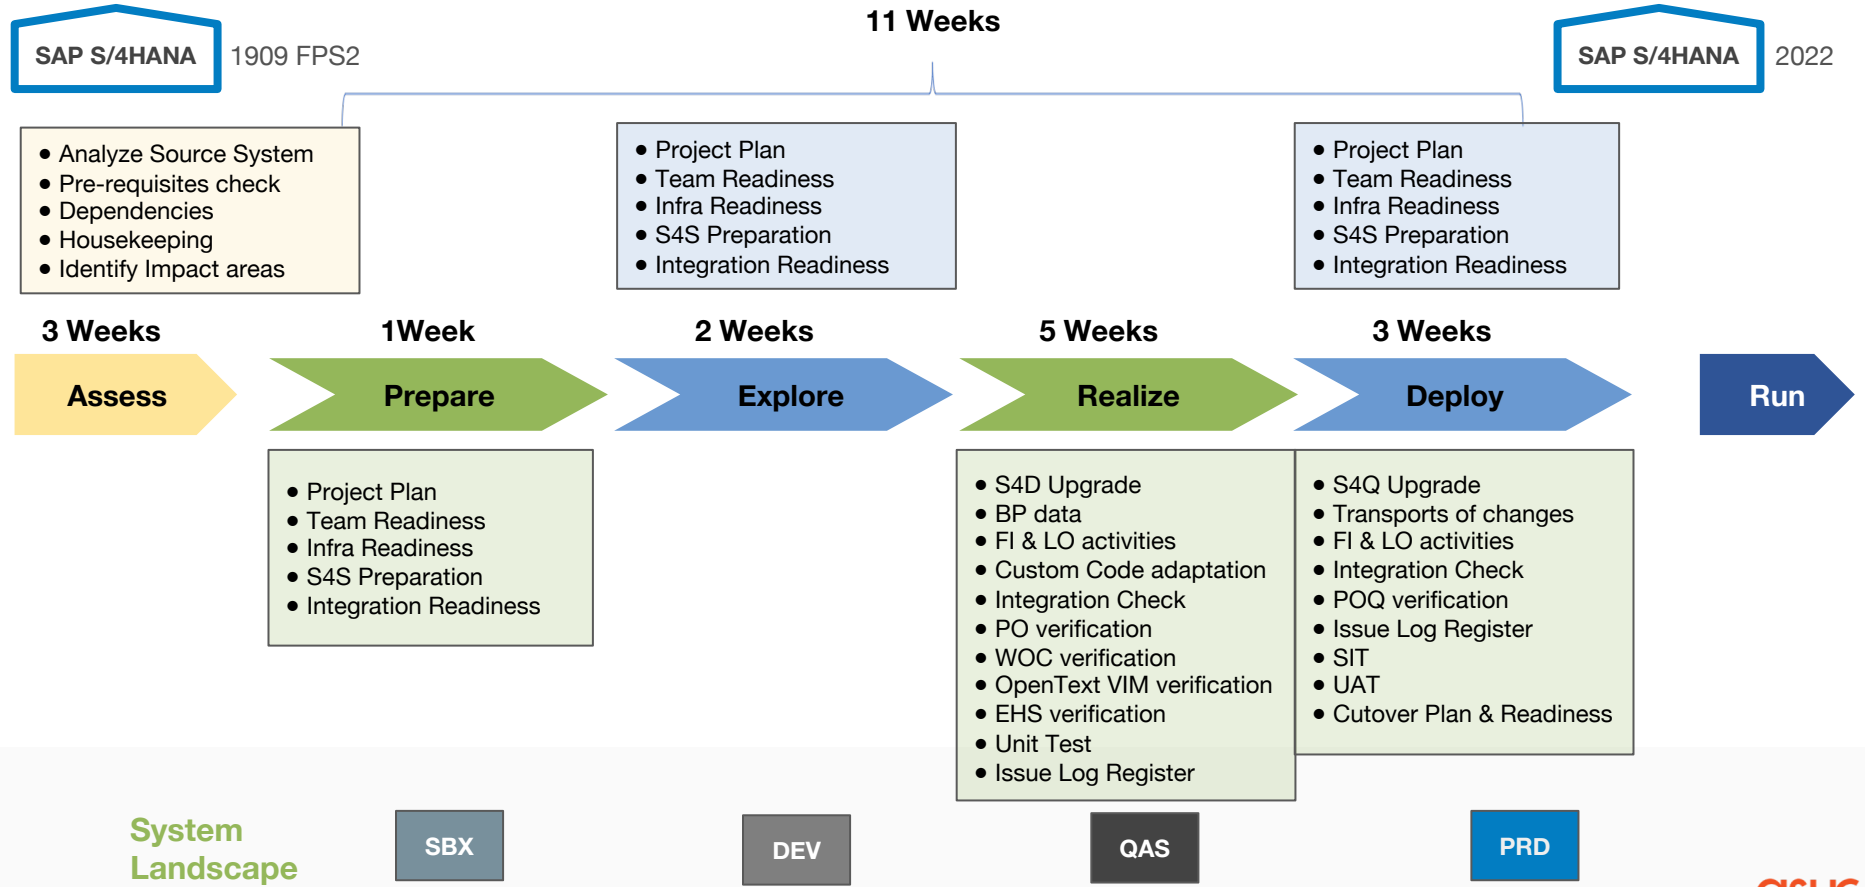 11 Weeks
SAP S/4HANA 1909 FPS2
SAP S/4HANA 2022
• Analyze Source System
• Pre-requisites check
• Dependencies
• Housekeeping
• Identify Impact areas
• Project Plan
• Team Readiness
• Infra Readiness
• S4S Preparation
• Integration Readiness
• Project Plan
• Team Readiness
• Infra Readiness
• S4S Preparation
• Integration Readiness
3 Weeks
1Week
2 Weeks
5 Weeks
3 Weeks
Assess
Prepare
Explore
Realize
Deploy
Run
• Project Plan
• Team Readiness
• Infra Readiness
• S4S Preparation
• Integration Readiness
• S4D Upgrade
• BP data
• FI & LO activities
• Custom Code adaptation
• Integration Check
• PO verification
• WOC verification
• OpenText VIM verification
• EHS verification
• Unit Test
• Issue Log Register
• S4Q Upgrade
• Transports of changes
• FI & LO activities
• Integration Check
• POQ verification
• Issue Log Register
• SIT
• UAT
• Cutover Plan & Readiness
System
Landscape
SBX
DEV
QAS
PRD